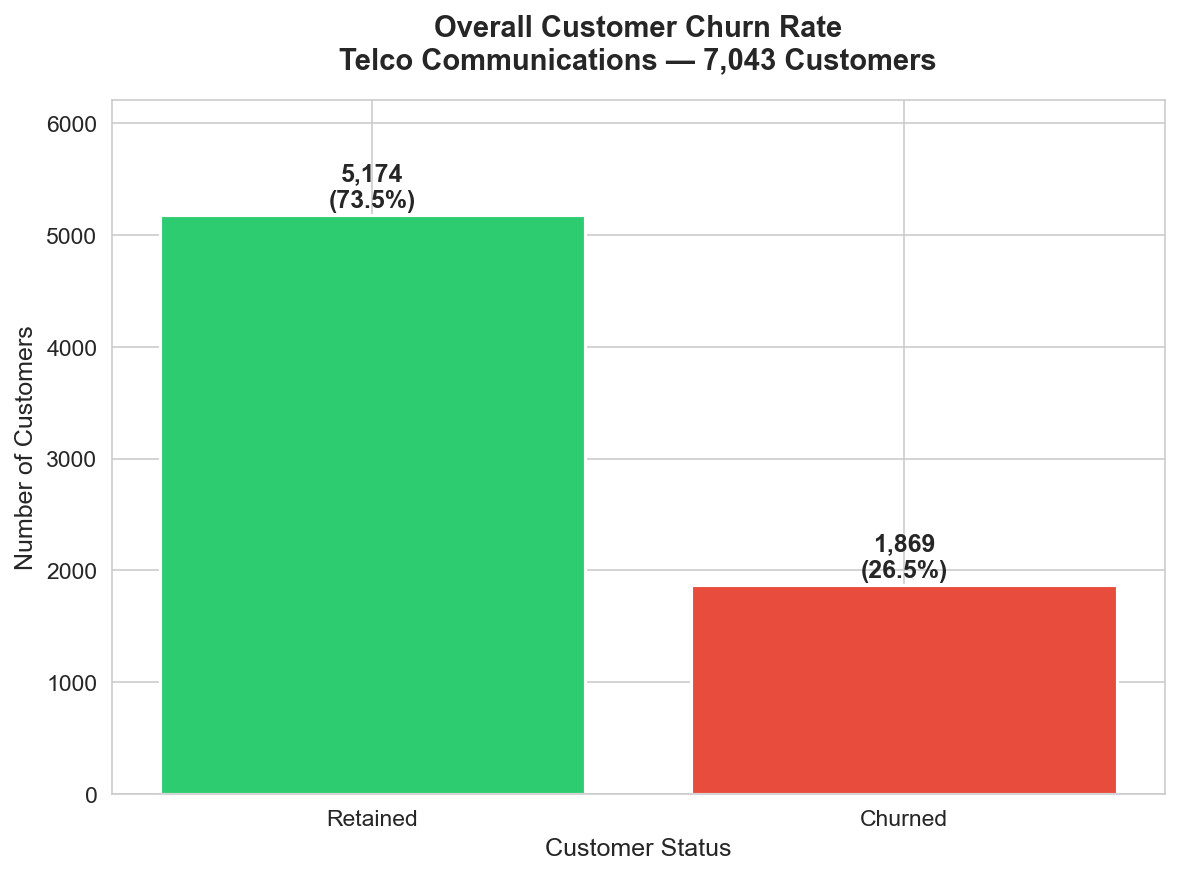 Overall Customer Churn Rate
Telco Communications — 7,043 Customers
6000
5,174
(73.5%)
5000
4000
Number of Customers
3000
1,869
(26.5%)
2000
1000
0
Retained
Churned
Customer Status